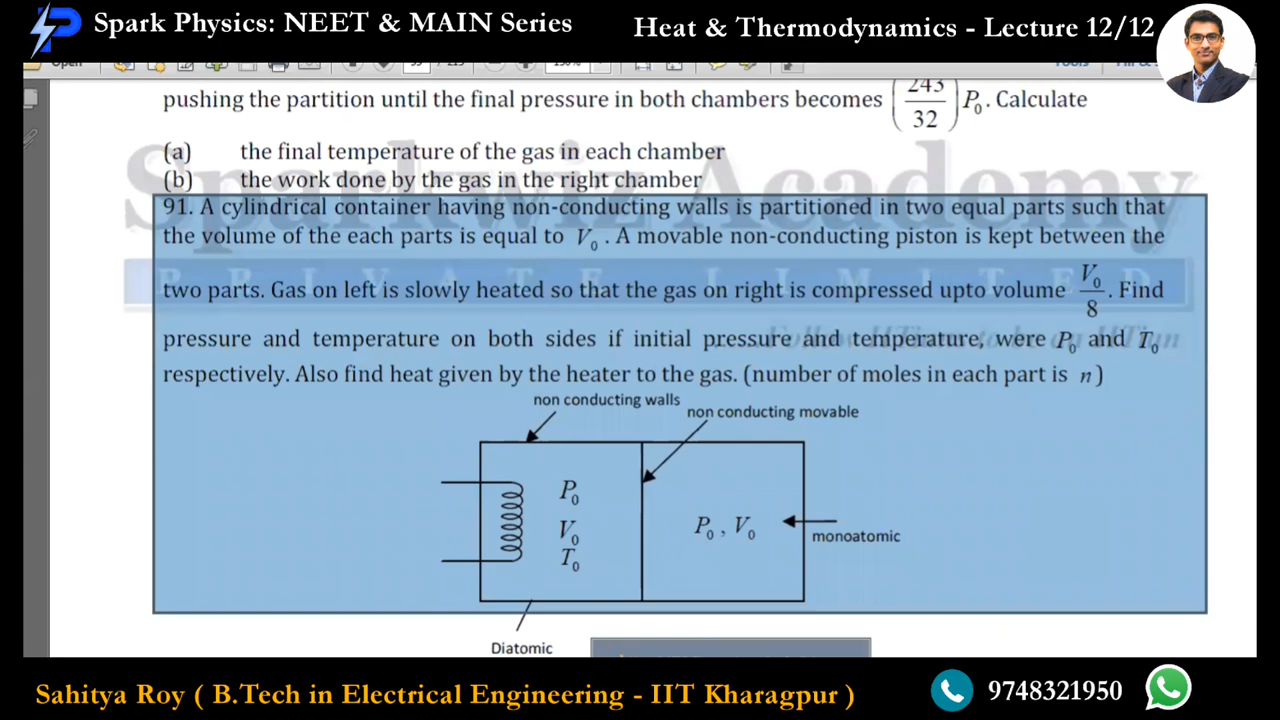 Spark Physics: NEET & MAIN Series
Heat & Thermodynamics - Lecture 12/12
pushing the partition until the final pressure in both chambers becomes (243/32) P₀. Calculate
(a) the final temperature of the gas in each chamber
(b) the work done by the gas in the right chamber
91. A cylindrical container having non-conducting walls is partitioned in two equal parts such that
the volume of the each parts is equal to V₀. A movable non-conducting piston is kept between the
two parts. Gas on left is slowly heated so that the gas on right is compressed upto volume V₀/8. Find
pressure and temperature on both sides if initial pressure and temperature, were P₀ and T₀
respectively. Also find heat given by the heater to the gas. (number of moles in each part is n)
non conducting walls
non conducting movable
P₀
V₀
T₀
P₀ , V₀
monoatomic
Diatomic
Sparkwiz Academy
PRIVATE LIMITED
Sahitya Roy ( B.Tech in Electrical Engineering - IIT Kharagpur )
9748321950